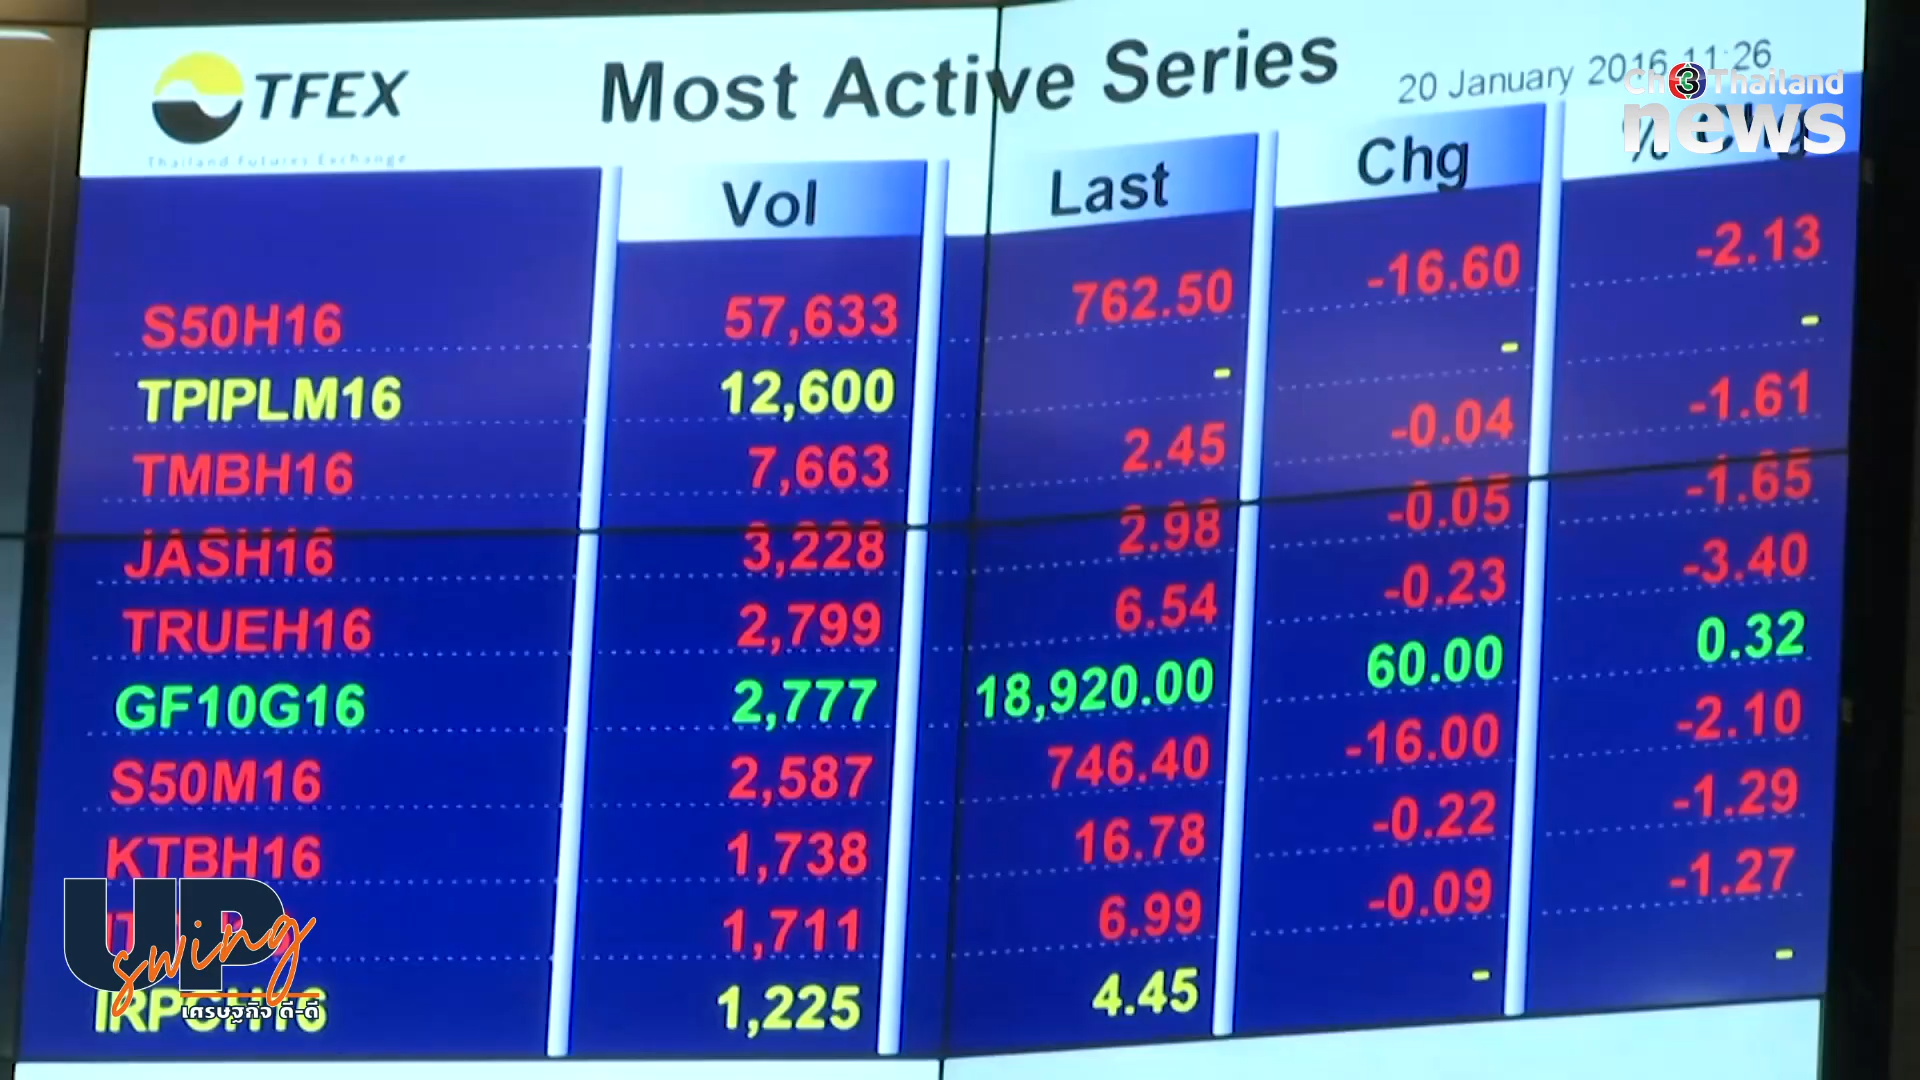 TFEX
Thailand Futures Exchange
Most Active Series
20 January 2016 11:26
Ch3Thailand
news
Vol Last Chg % Chg
S50H16 57,633 762.50 -16.60 -2.13
TPIPLM16 12,600 - - -
TMBH16 7,663 2.45 -0.04 -1.61
JASH16 3,228 2.98 -0.05 -1.65
TRUEH16 2,799 6.54 -0.23 -3.40
GF10G16 2,777 18,920.00 60.00 0.32
S50M16 2,587 746.40 -16.00 -2.10
KTBH16 1,738 16.78 -0.22 -1.29
1,711 6.99 -0.09 -1.27
IRPCH16 1,225 4.45 - -
UP
swing
เศรษฐกิจ ดี-ดี